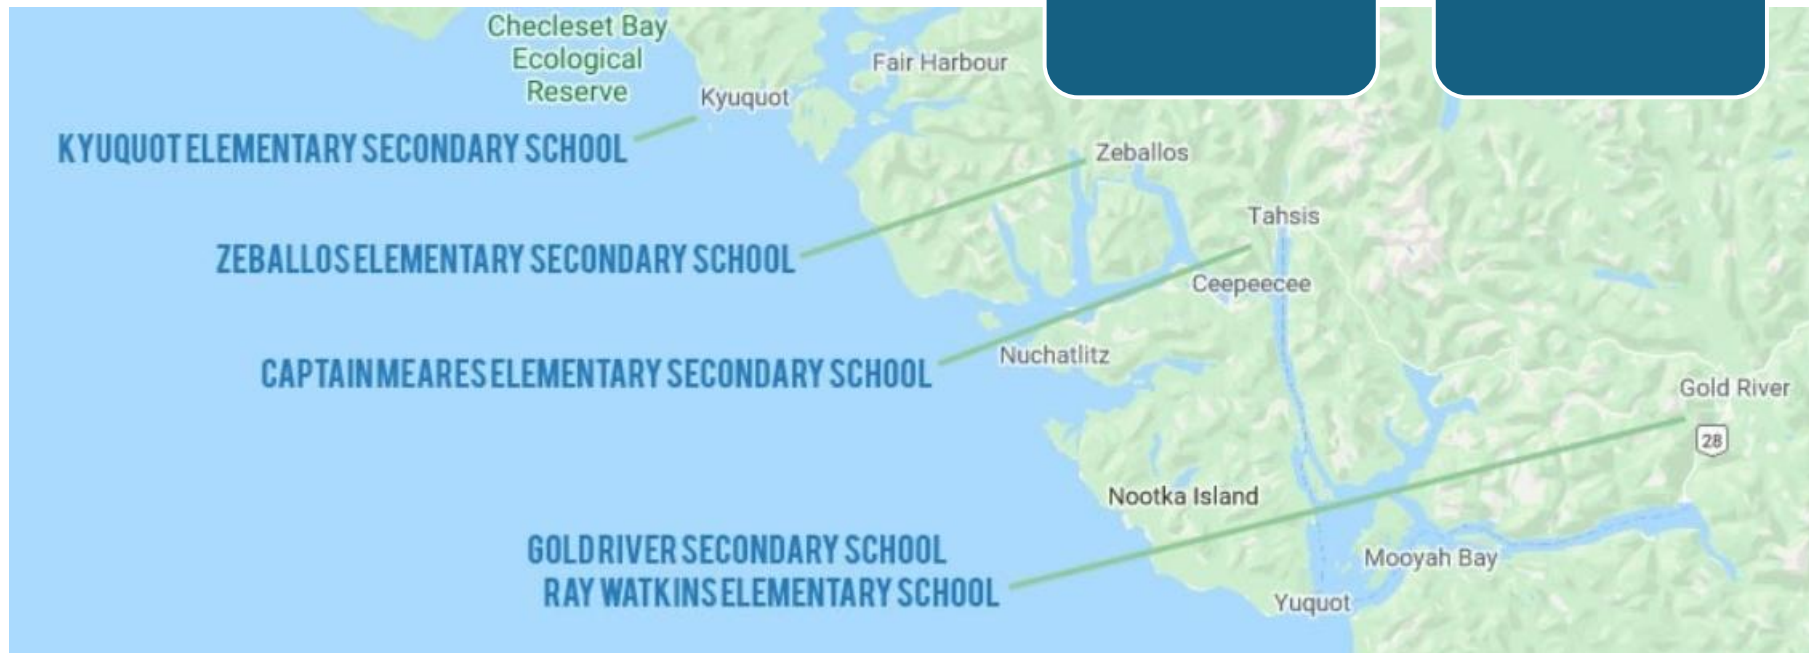 Checleset Bay
Ecological
Reserve
Fair Harbour
Kyuquot
KYUQUOT ELEMENTARY SECONDARY SCHOOL
Zeballos
Tahsis
ZEBALLOS ELEMENTARY SECONDARY SCHOOL
Ceepeecee
Nuchatlitz
CAPTAIN MEARES ELEMENTARY SECONDARY SCHOOL
Gold River
28
Nootka Island
GOLD RIVER SECONDARY SCHOOL
Mooyah Bay
RAY WATKINS ELEMENTARY SCHOOL
Yuquot